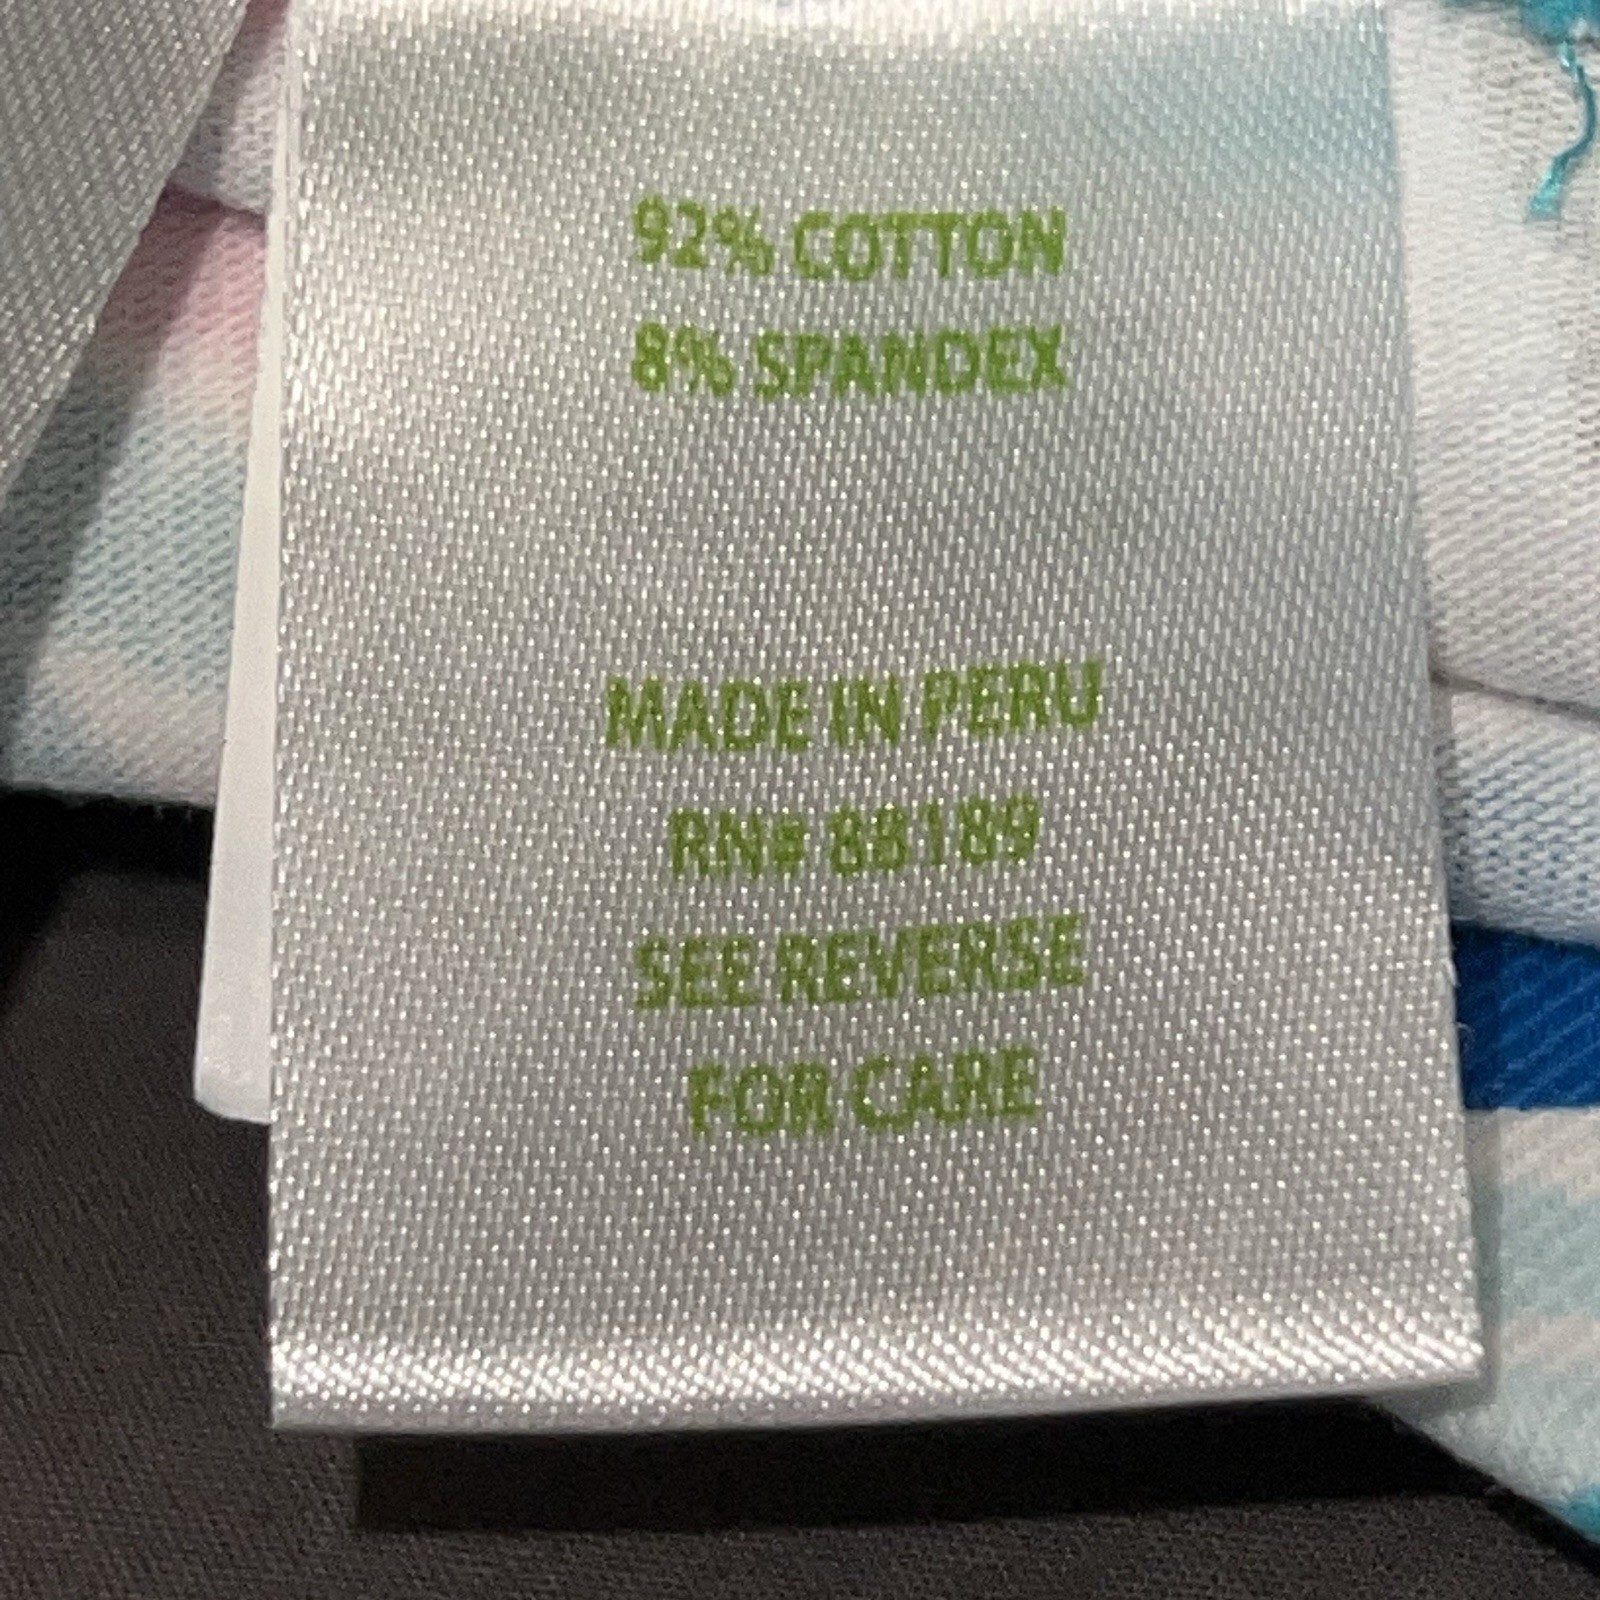 92% COTTON
8% SPANDEX
MADE IN PERU
RN# 88189
SEE REVERSE
FOR CARE